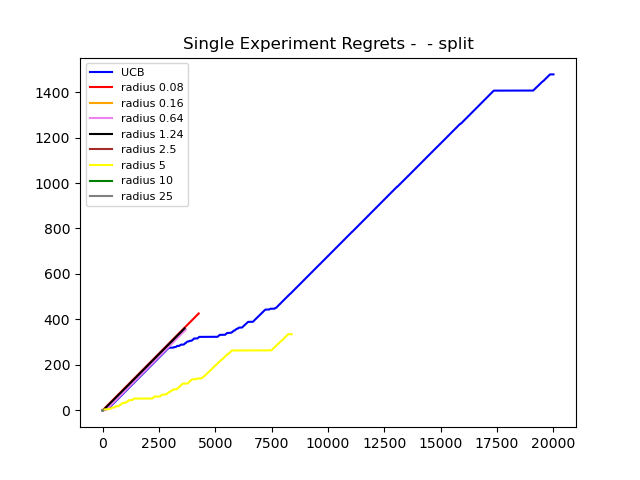 Single Experiment Regrets -  - split
1400
1200
1000
800
600
400
200
0
UCB
radius 0.08
radius 0.16
radius 0.64
radius 1.24
radius 2.5
radius 5
radius 10
radius 25
0 2500 5000 7500 10000 12500 15000 17500 20000